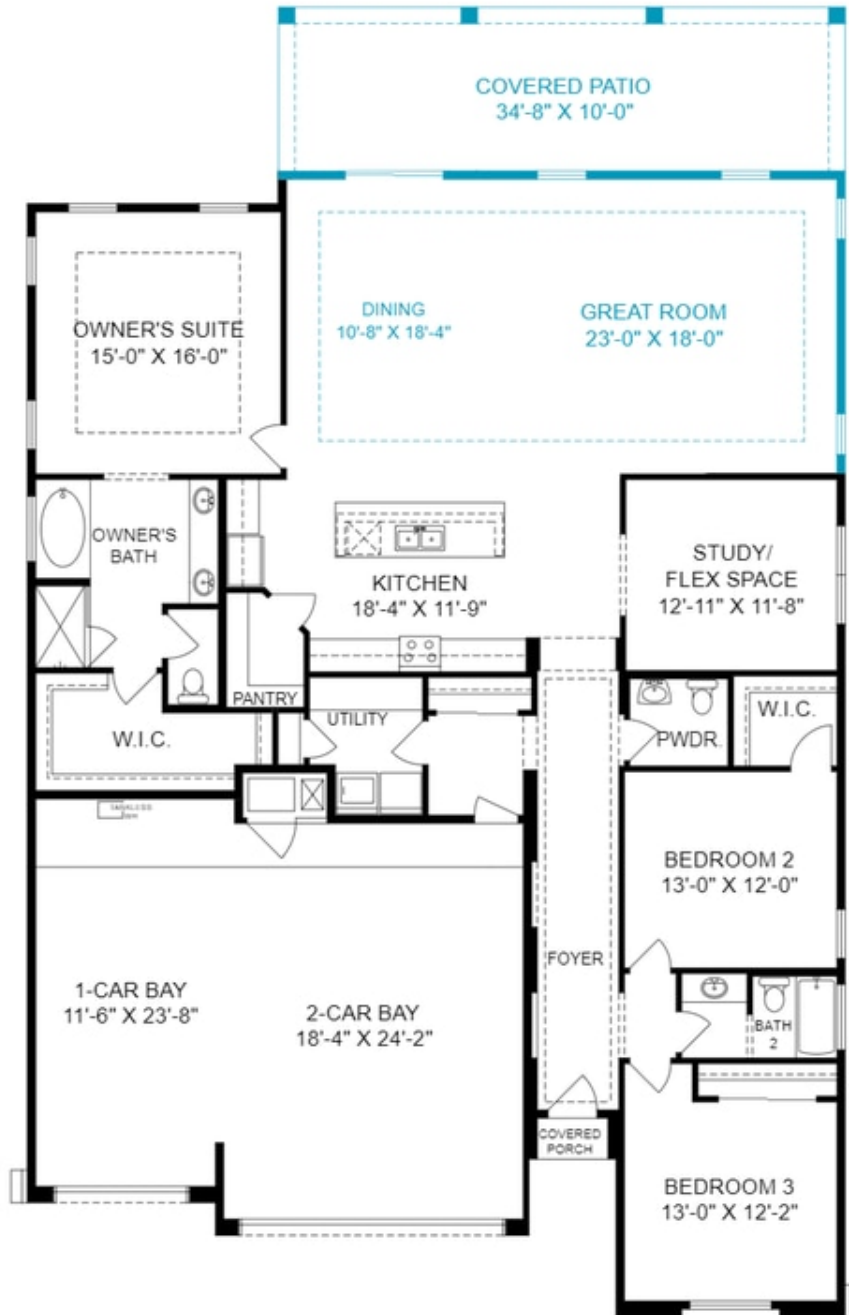 COVERED PATIO
34'-8" X 10'-0"
OWNER'S SUITE
15'-0" X 16'-0"
DINING
10'-8" X 18'-4"
GREAT ROOM
23'-0" X 18'-0"
OWNER'S
BATH
KITCHEN
18'-4" X 11'-9"
STUDY/
FLEX SPACE
12'-11" X 11'-8"
PANTRY
W.I.C.
UTILITY
PWDR.
W.I.C.
TANKLESS
BEDROOM 2
13'-0" X 12'-0"
FOYER
1-CAR BAY
11'-6" X 23'-8"
2-CAR BAY
18'-4" X 24'-2"
BATH
2
COVERED
PORCH
BEDROOM 3
13'-0" X 12'-2"